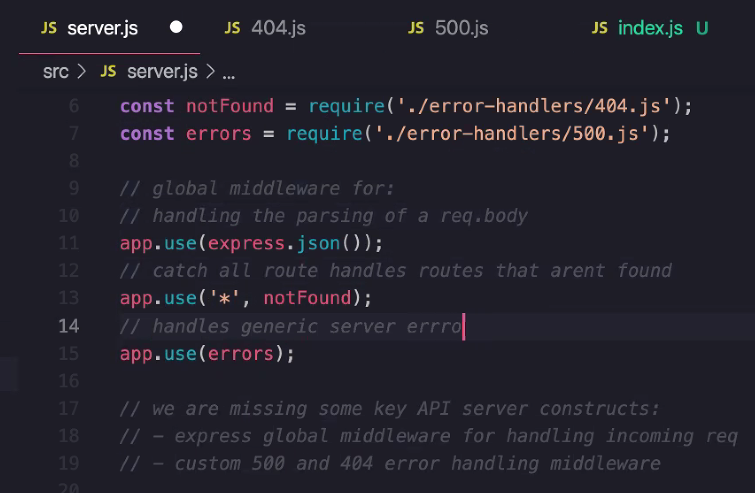 JS server.js ● JS 404.js JS 500.js JS index.js U
src > JS server.js > ...
6 const notFound = require('./error-handlers/404.js');
7 const errors = require('./error-handlers/500.js');
8
9 // global middleware for:
10 // handling the parsing of a req.body
11 app.use(express.json());
12 // catch all route handles routes that arent found
13 app.use('*', notFound);
14 // handles generic server errro
15 app.use(errors);
16
17 // we are missing some key API server constructs:
18 // - express global middleware for handling incoming req
19 // - custom 500 and 404 error handling middleware
20